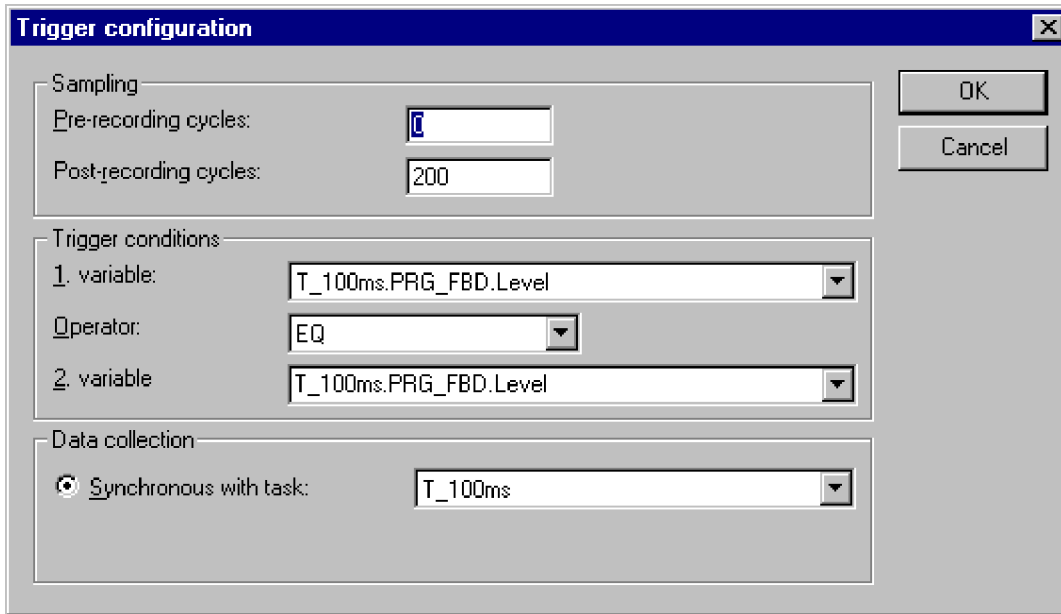 Trigger configuration
Sampling
Pre-recording cycles: 0
Post-recording cycles: 200
OK
Cancel
Trigger conditions
1. variable: T_100ms.PRG_FBD.Level
Operator: EQ
2. variable T_100ms.PRG_FBD.Level
Data collection
Synchronous with task: T_100ms